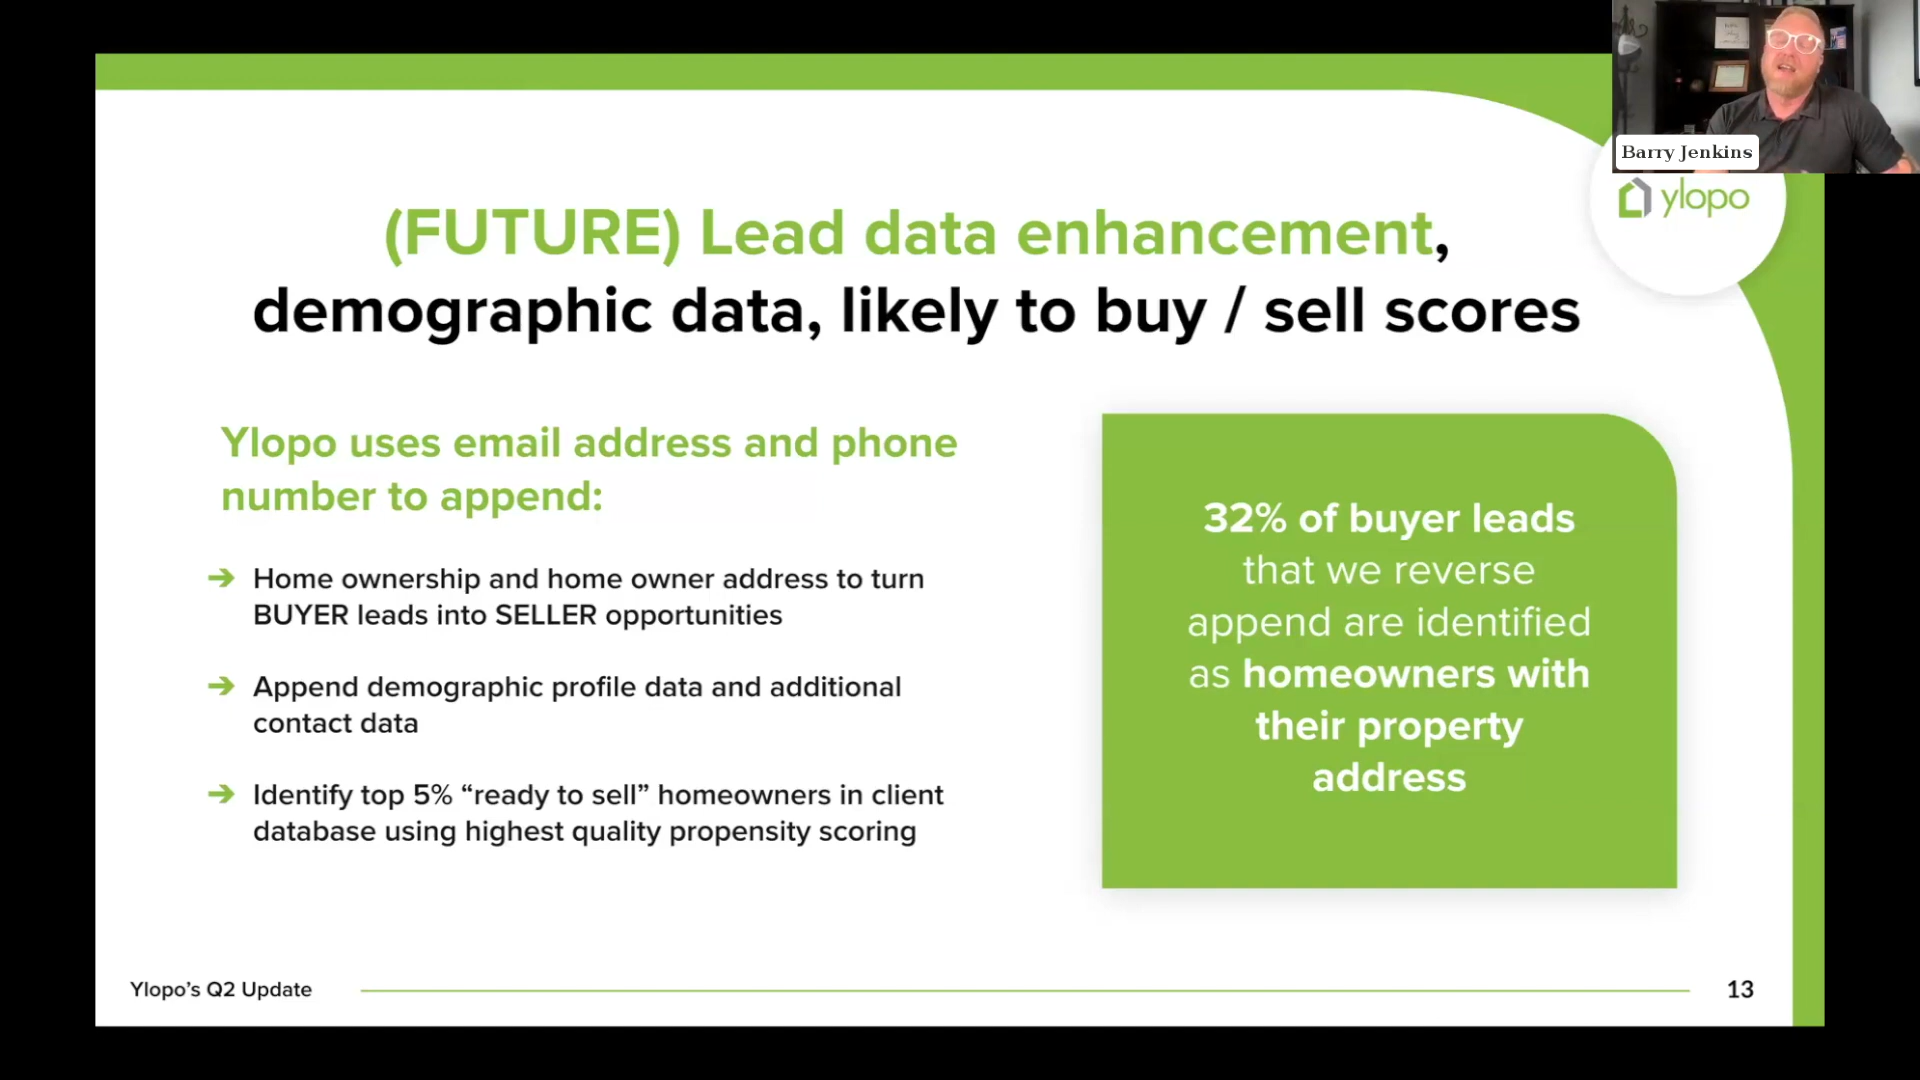 Barry Jenkins
ylopo
(FUTURE) Lead data enhancement,
demographic data, likely to buy / sell scores
Ylopo uses email address and phone
number to append:
➔ Home ownership and home owner address to turn
BUYER leads into SELLER opportunities
➔ Append demographic profile data and additional
contact data
➔ Identify top 5% “ready to sell” homeowners in client
database using highest quality propensity scoring
32% of buyer leads
that we reverse
append are identified
as homeowners with
their property
address
Ylopo’s Q2 Update
13